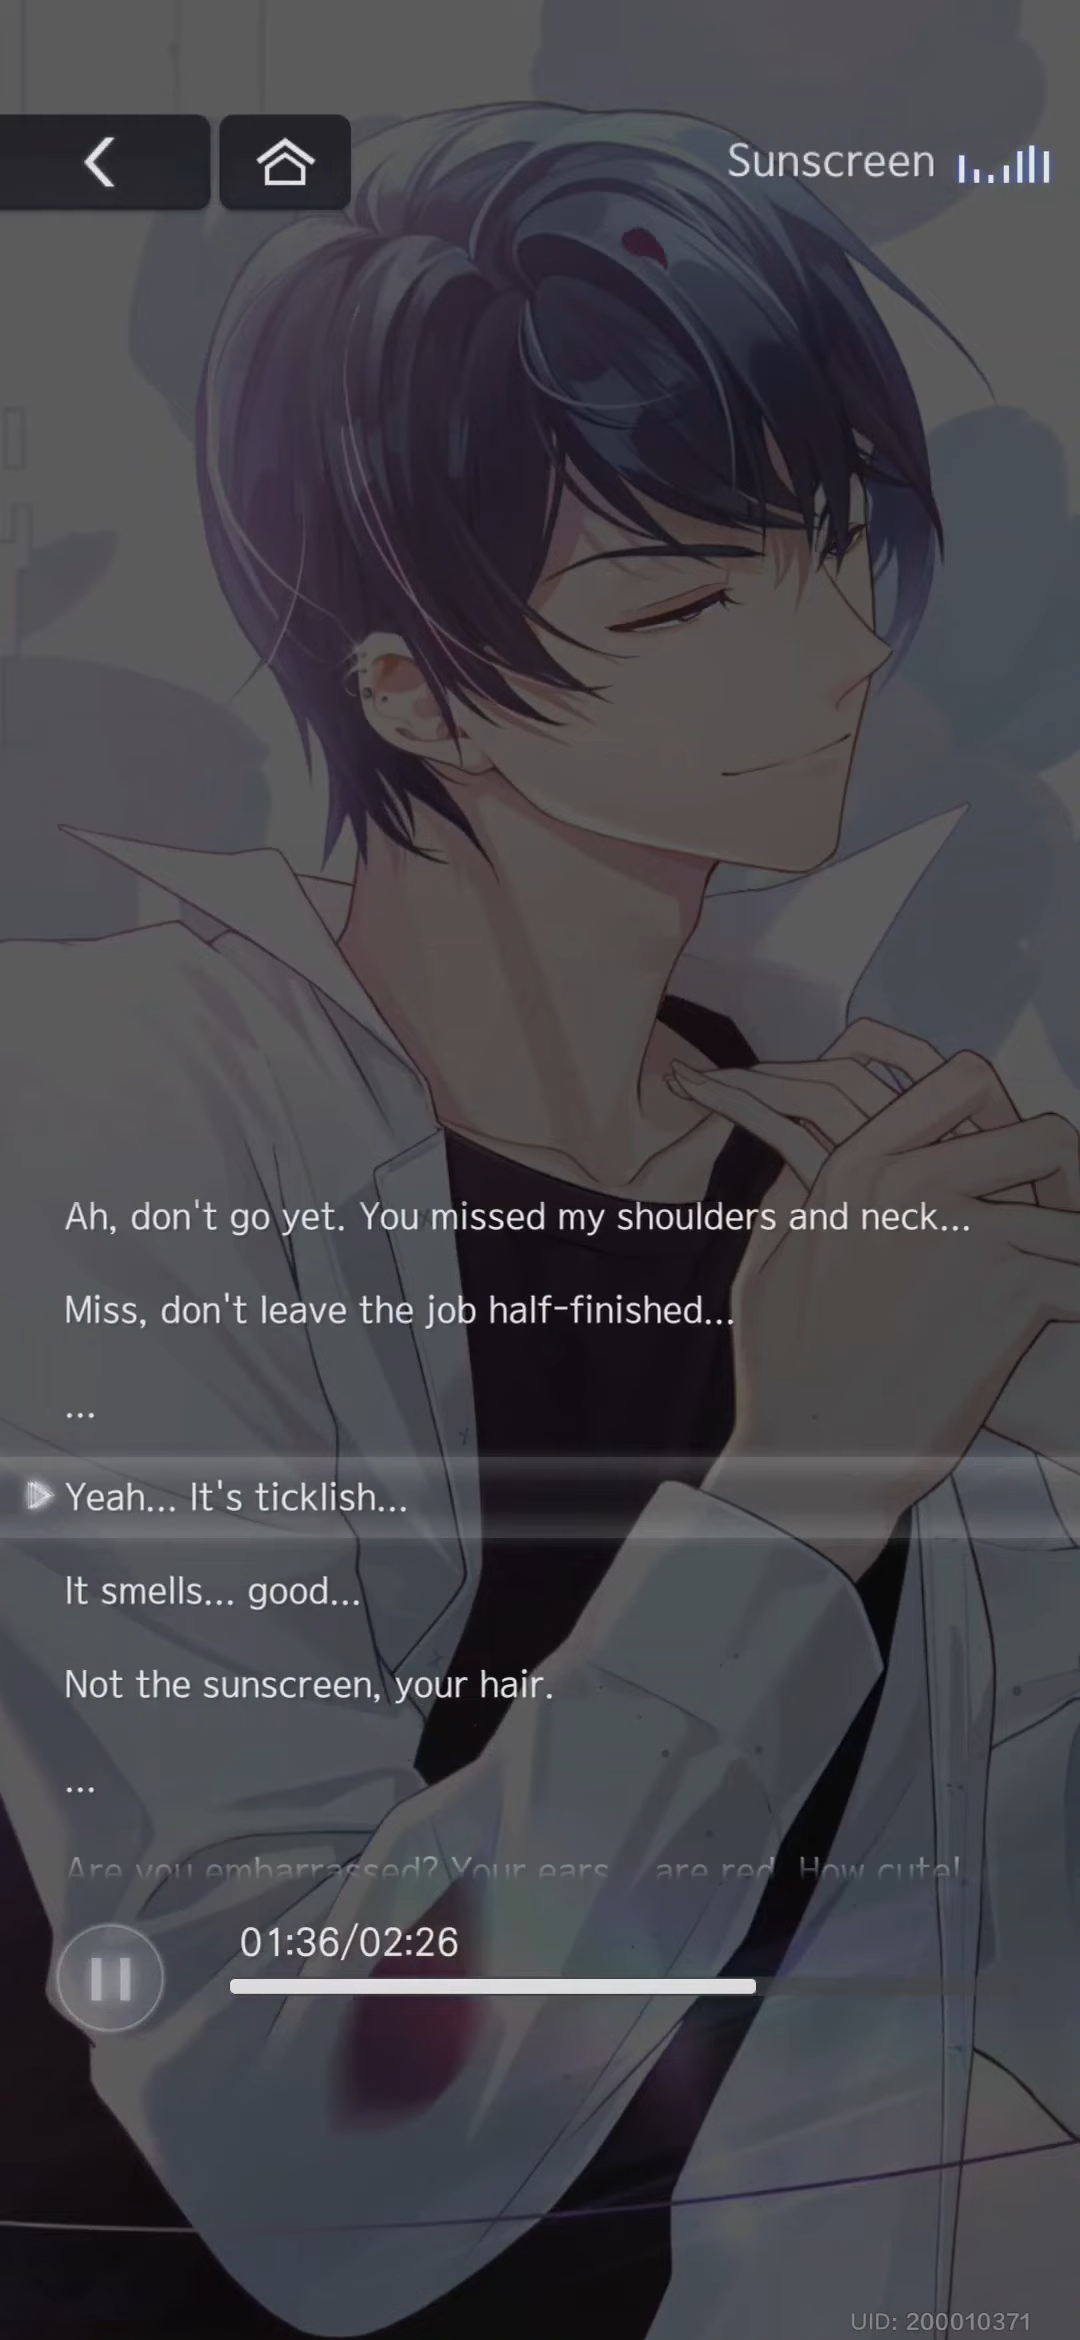 Sunscreen
Ah, don't go yet. You missed my shoulders and neck...
Miss, don't leave the job half-finished...
...
Yeah... It's ticklish...
It smells... good...
Not the sunscreen, your hair.
...
Are you embarrassed? Your ears... are red. How cute!
01:36/02:26
UID: 200010371